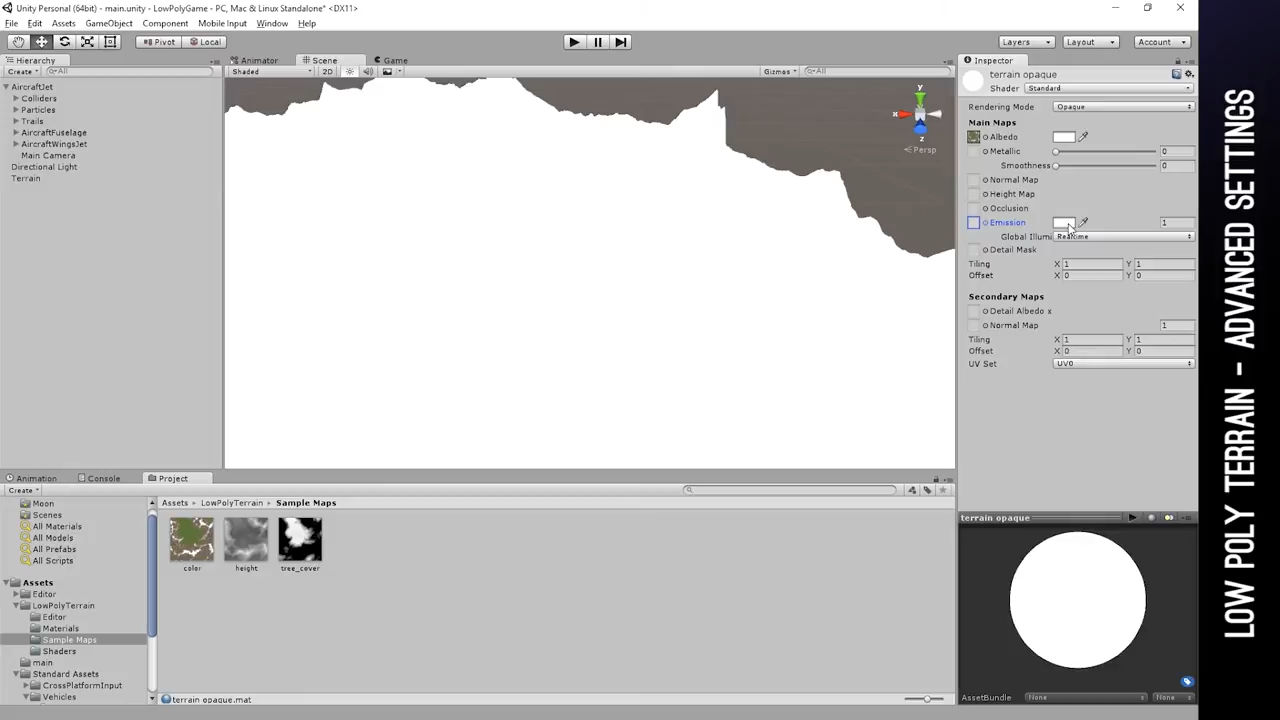 Unity Personal (64bit) - main.unity - LowPolyGame - PC, Mac & Linux Standalone* <DX11>
File Edit Assets GameObject Component Mobile Input Window Help
Pivot Local Layers Layout Account
Hierarchy Animator Scene Game Inspector
Create All Shaded 2D Gizmos All
AircraftJet
Colliders
Particles
Trails
AircraftFuselage
AircraftWingsJet
Main Camera
Directional Light
Terrain
y
x
z
Persp
terrain opaque
Shader Standard
Rendering Mode Opaque
Main Maps
Albedo
Metallic 0
Smoothness 0
Normal Map
Height Map
Occlusion
Emission 1
Global Illumi Realtime
Detail Mask
Tiling X 1 Y 1
Offset X 0 Y 0
Secondary Maps
Detail Albedo x
Normal Map 1
Tiling X 1 Y 1
Offset X 0 Y 0
UV Set UV0
Animation Console Project
Create
Moon
Scenes
All Materials
All Models
All Prefabs
All Scripts
Assets
Editor
LowPolyTerrain
Editor
Materials
Sample Maps
Shaders
main
Standard Assets
CrossPlatformInput
Vehicles
Assets LowPolyTerrain Sample Maps
color height tree_cover
terrain opaque.mat
terrain opaque
AssetBundle None None
LOW POLY TERRAIN - ADVANCED SETTINGS